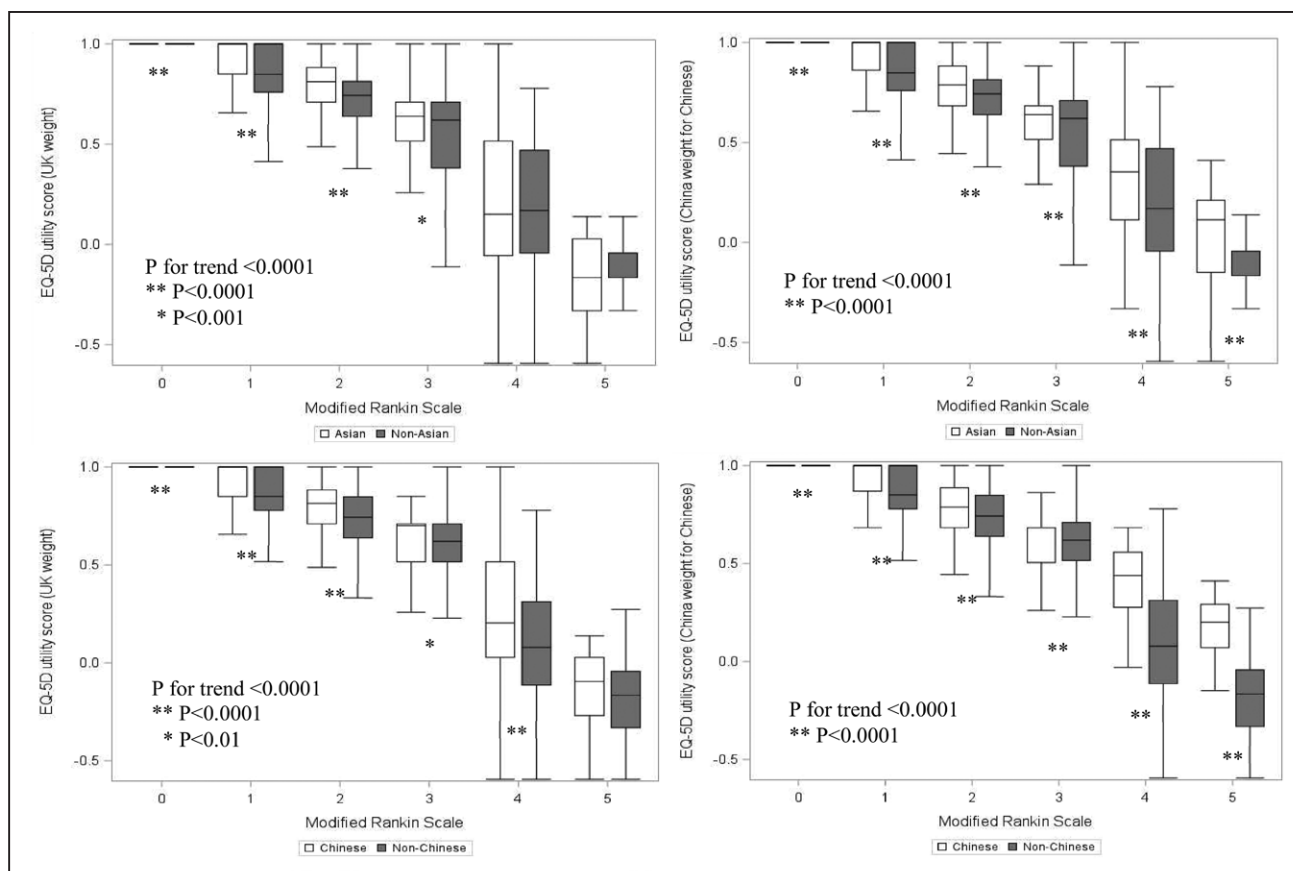 EQ-5D utility score (UK weight)
1.0
0.5
0.0
-0.5
**
**
**
*
P for trend <0.0001
** P<0.0001
* P<0.001
0 1 2 3 4 5
Modified Rankin Scale
Asian Non-Asian
EQ-5D utility score (China weight for Chinese)
1.0
0.5
0.0
-0.5
**
**
**
**
**
**
P for trend <0.0001
** P<0.0001
0 1 2 3 4 5
Modified Rankin Scale
Asian Non-Asian
EQ-5D utility score (UK weight)
1.0
0.5
0.0
-0.5
**
**
**
*
**
P for trend <0.0001
** P<0.0001
* P<0.01
0 1 2 3 4 5
Modified Rankin Scale
Chinese Non-Chinese
EQ-5D utility score (China weight for Chinese)
1.0
0.5
0.0
-0.5
**
**
**
**
**
**
P for trend <0.0001
** P<0.0001
0 1 2 3 4 5
Modified Rankin Scale
Chinese Non-Chinese